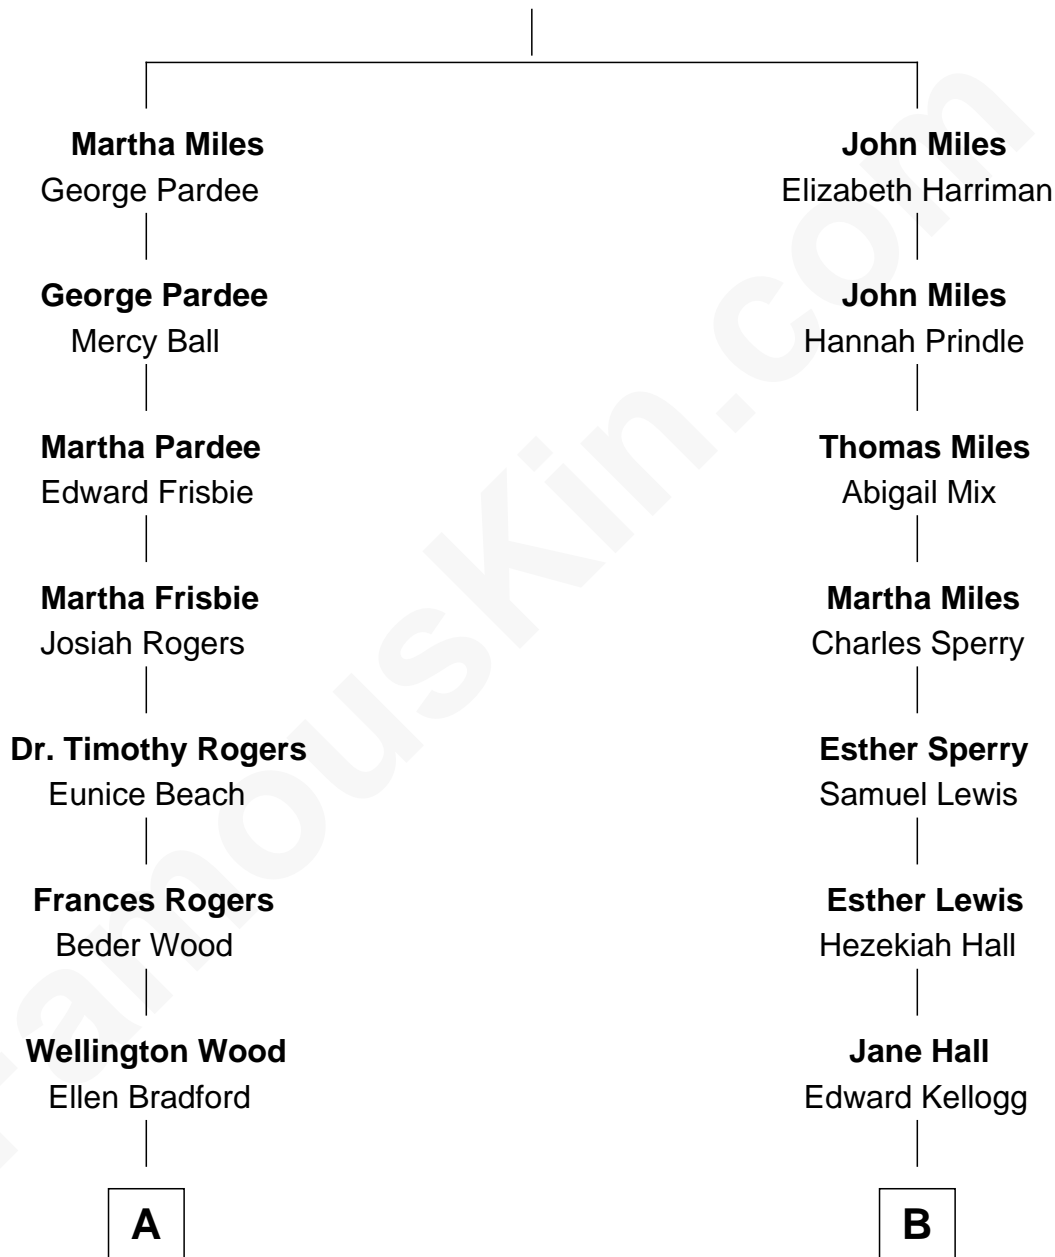 Martha Miles
George Pardee
George Pardee
Mercy Ball
Martha Pardee
Edward Frisbie
Martha Frisbie
Josiah Rogers
Dr. Timothy Rogers
Eunice Beach
Frances Rogers
Beder Wood
Wellington Wood
Ellen Bradford
A
John Miles
Elizabeth Harriman
John Miles
Hannah Prindle
Thomas Miles
Abigail Mix
Martha Miles
Charles Sperry
Esther Sperry
Samuel Lewis
Esther Lewis
Hezekiah Hall
Jane Hall
Edward Kellogg
B
FamousKin.com